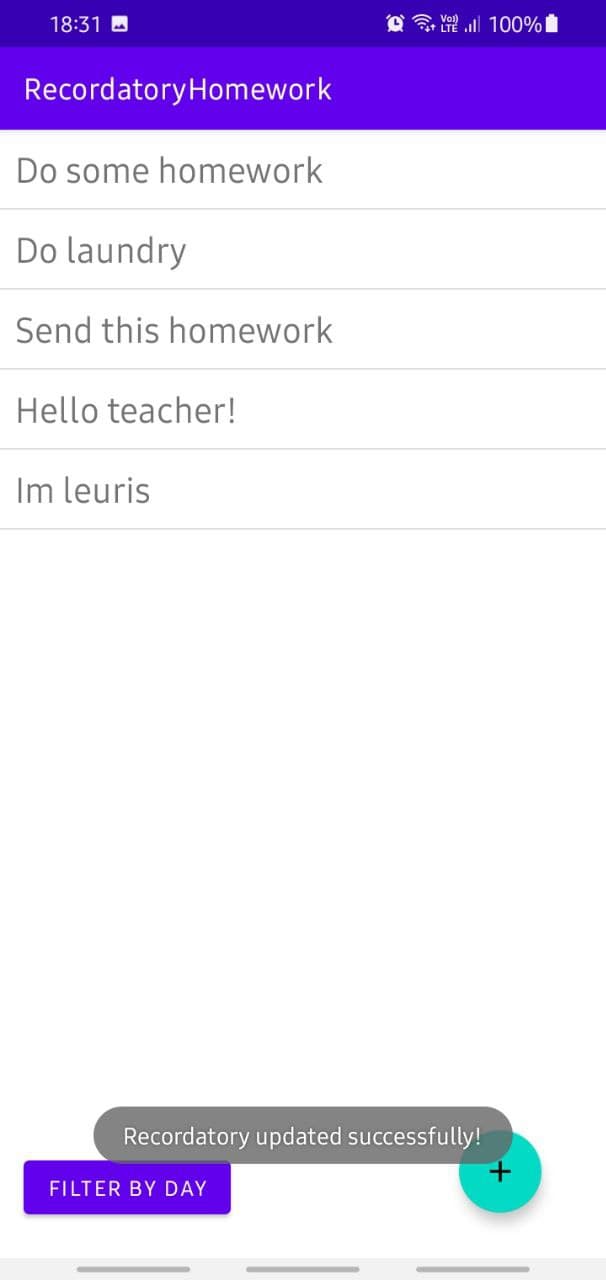 18:31 Vo)) LTE 100%
RecordatoryHomework
Do some homework
Do laundry
Send this homework
Hello teacher!
Im leuris
Recordatory updated successfully!
FILTER BY DAY +